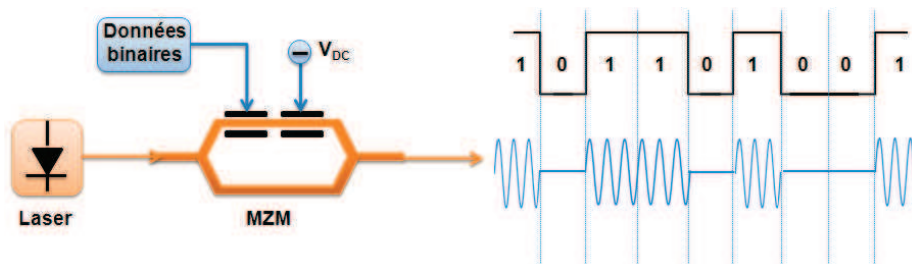 Données
binaires
V_DC
Laser
MZM
1 0 1 1 0 1 0 0 1